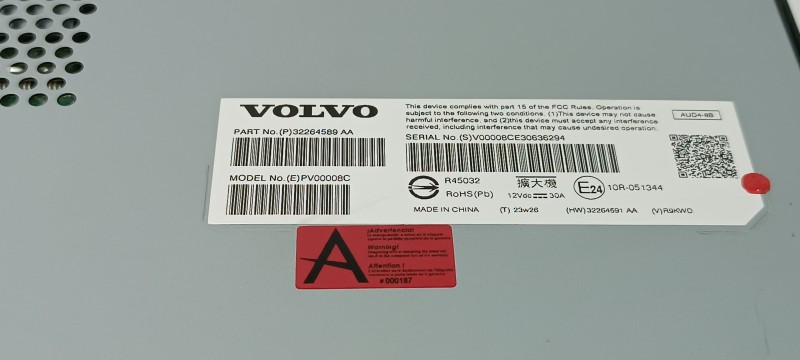 VOLVO
PART No.(P)32264589 AA
MODEL No.(E)PV00008C
This device complies with part 15 of the FCC Rules. Operation is
subject to the following two conditions. (1)This device may not cause
harmful interference, and (2)this device must accept any interference
received, including interference that may cause undesired operation.
SERIAL No.(S)V00008CE30636294
AUD4-8B
R45032
RoHS(Pb)
擴大機
12Vdc 30A
E24
10R-051344
MADE IN CHINA
(T) 23w26
(HW)32264591 AA
(V)R9KWD
A
¡Advertencia!
Warning!
Attention !
#000187